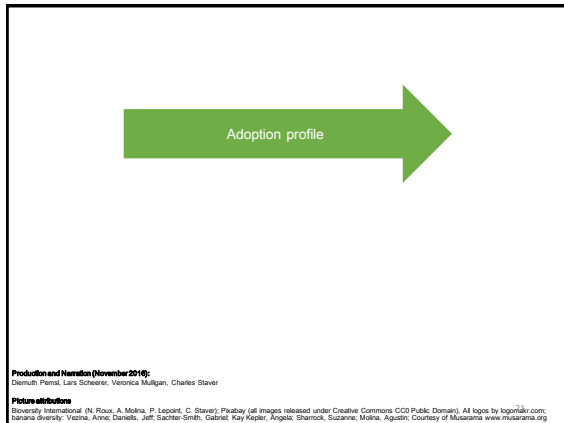 Adoption profile
Production and Narration (November 2016):
Diemuth Pemsl, Lars Scheerer, Veronica Mulligan, Charles Staver
Picture attributions
Bioversity International (N. Roux, A. Molina, P. Lepoint, C. Staver); Pixabay (all images released under Creative Commons CC0 Public Domain), All logos by logomakr.com;
banana diversity: Vezina, Anne; Daniells, Jeff; Sachter-Smith, Gabriel; Kay Kepler, Angela; Sharrock, Suzanne; Molina, Agustin; Courtesy of Musarama www.musarama.org